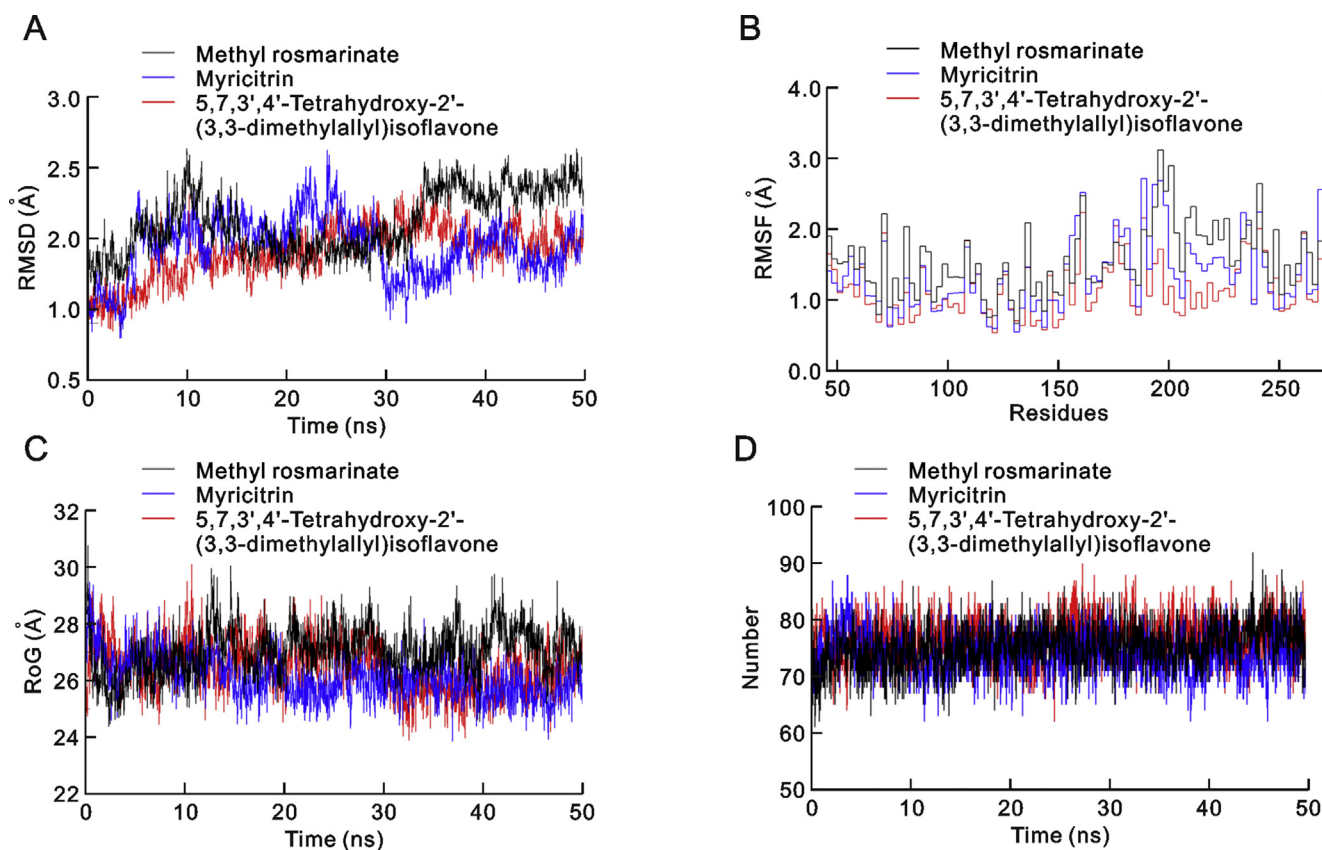 A
Methyl rosmarinate
Myricitrin
5,7,3',4'-Tetrahydroxy-2'-
(3,3-dimethylallyl)isoflavone
3.0
2.5
2.0
1.0
0.5
RMSD (Å)
0 10 20 30 40 50
Time (ns)
B
Methyl rosmarinate
Myricitrin
5,7,3',4'-Tetrahydroxy-2'-
(3,3-dimethylallyl)isoflavone
4.0
3.0
2.0
1.0
0.0
RMSF (Å)
50 100 150 200 250
Residues
C
Methyl rosmarinate
Myricitrin
5,7,3',4'-Tetrahydroxy-2'-
(3,3-dimethylallyl)isoflavone
32
30
28
26
24
22
RoG (Å)
0 10 20 30 40 50
Time (ns)
D
Methyl rosmarinate
Myricitrin
5,7,3',4'-Tetrahydroxy-2'-
(3,3-dimethylallyl)isoflavone
100
90
80
70
60
50
Number
0 10 20 30 40 50
Time (ns)